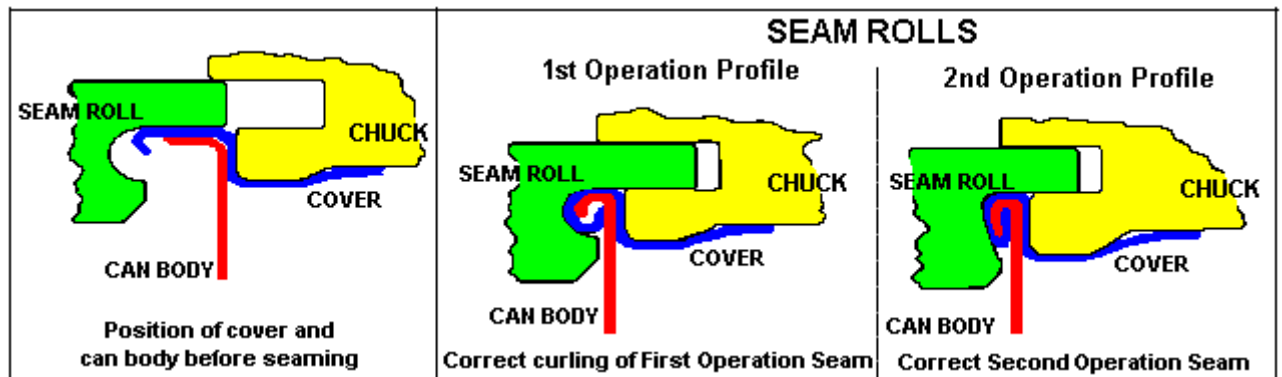 SEAM ROLL
CHUCK
COVER
CAN BODY
Position of cover and
can body before seaming
SEAM ROLLS
1st Operation Profile
SEAM ROLL
CHUCK
COVER
CAN BODY
Correct curling of First Operation Seam
2nd Operation Profile
SEAM ROLL
CHUCK
COVER
CAN BODY
Correct Second Operation Seam